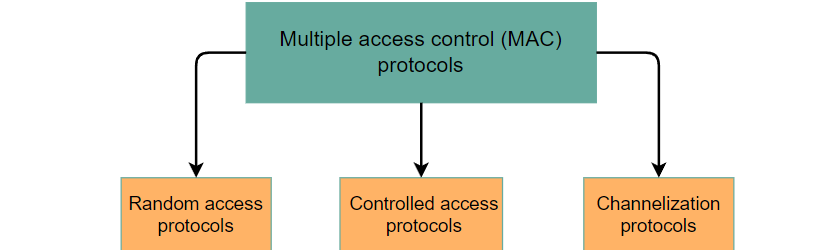 Multiple access control (MAC)
protocols
Random access
protocols
Controlled access
protocols
Channelization
protocols